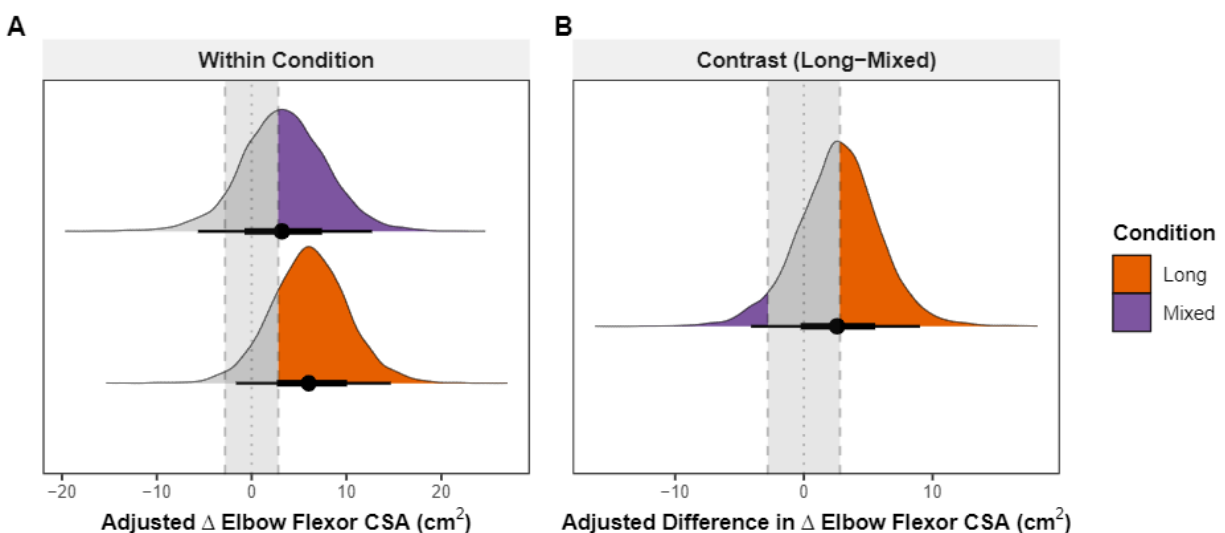 A
B
Within Condition
Contrast (Long−Mixed)
Condition
Long
Mixed
−20 −10 0 10 20
−10 0 10
Adjusted Δ Elbow Flexor CSA (cm²)
Adjusted Difference in Δ Elbow Flexor CSA (cm²)